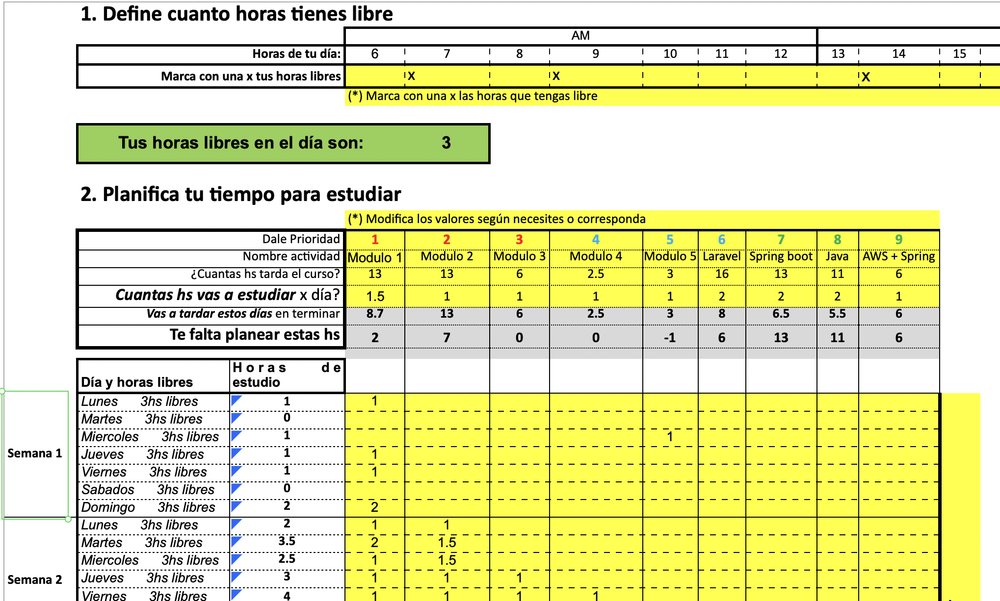 1. Define cuanto horas tienes libre
AM
Horas de tu día: 6 7 8 9 10 11 12 13 14 15
Marca con una x tus horas libres X X X
(*) Marca con una x las horas que tengas libre
Tus horas libres en el día son: 3
2. Planifica tu tiempo para estudiar
(*) Modifica los valores según necesites o corresponda
Dale Prioridad 1 2 3 4 5 6 7 8 9
Nombre actividad Modulo 1 Modulo 2 Modulo 3 Modulo 4 Modulo 5 Laravel Spring boot Java AWS + Spring
¿Cuantas hs tarda el curso? 13 13 6 2.5 3 16 13 11 6
Cuantas hs vas a estudiar x día? 1.5 1 1 1 1 2 2 2 1
Vas a tardar estos días en terminar 8.7 13 6 2.5 3 8 6.5 5.5 6
Te falta planear estas hs 2 7 0 0 -1 6 13 11 6
Día y horas libres Horas de
estudio
Semana 1
Lunes 3hs libres 1 1
Martes 3hs libres 0
Miercoles 3hs libres 1 1
Jueves 3hs libres 1 1
Viernes 3hs libres 1 1
Sabados 3hs libres 0
Domingo 3hs libres 2 2
Semana 2
Lunes 3hs libres 2 1 1
Martes 3hs libres 3.5 2 1.5
Miercoles 3hs libres 2.5 1 1.5
Jueves 3hs libres 3 1 1 1
Viernes 3hs libres 4 1 1 1 1